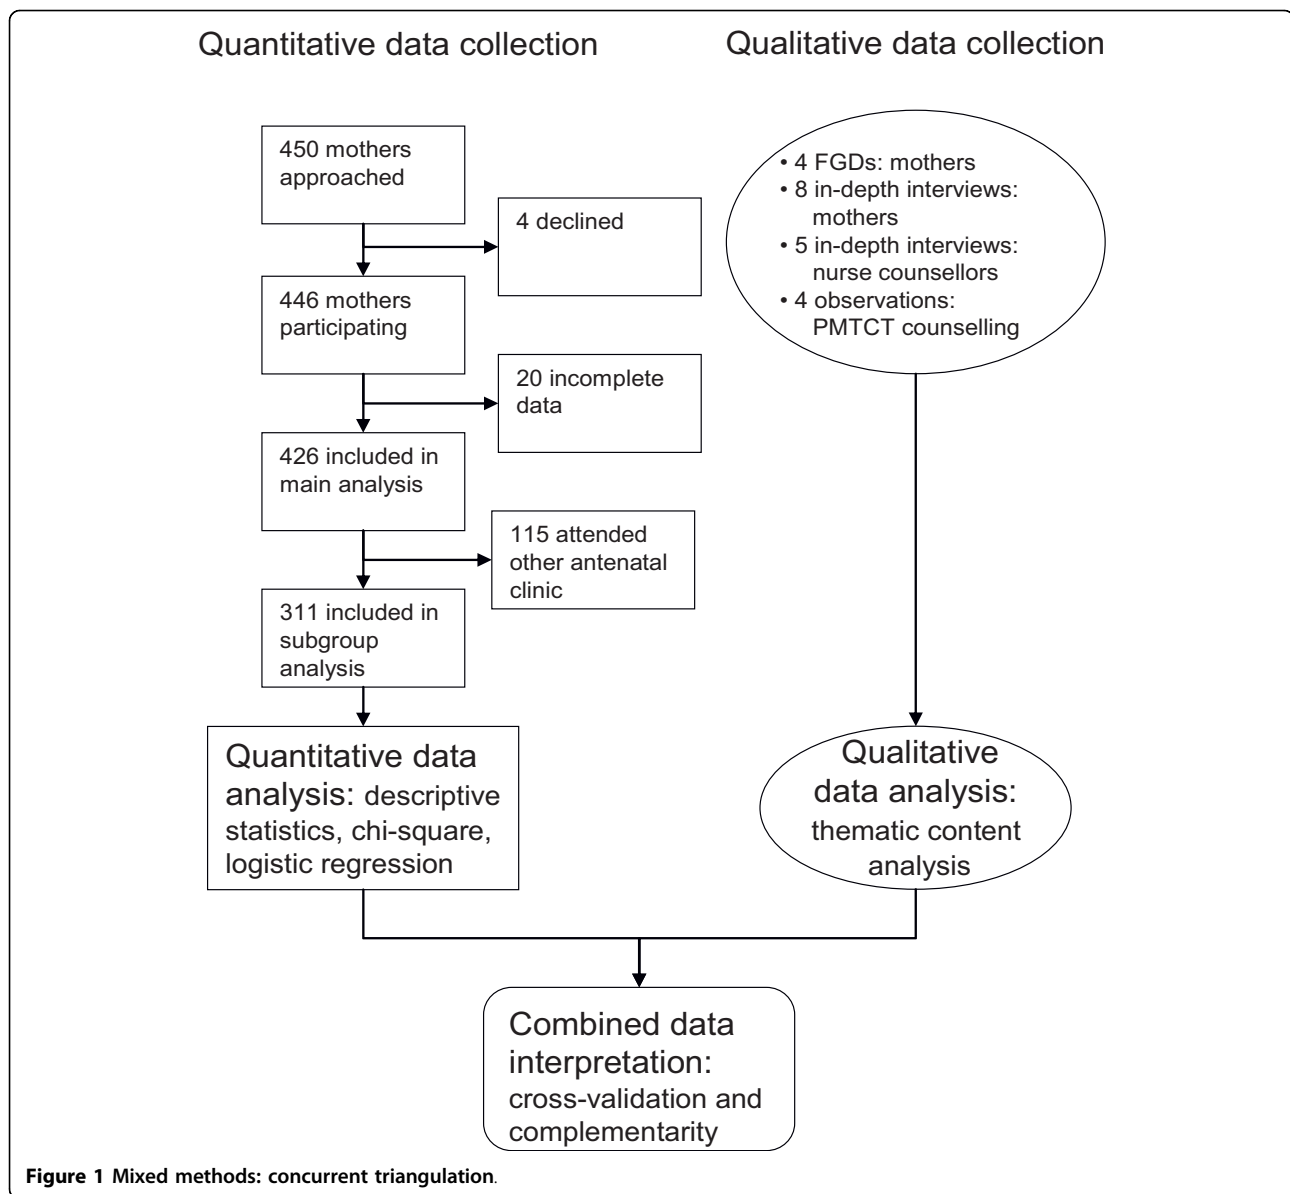 Quantitative data collection
Qualitative data collection
450 mothers
approached
4 declined
446 mothers
participating
20 incomplete
data
426 included in
main analysis
115 attended
other antenatal
clinic
311 included in
subgroup
analysis
Quantitative data
analysis: descriptive
statistics, chi-square,
logistic regression
• 4 FGDs: mothers
• 8 in-depth interviews:
mothers
• 5 in-depth interviews:
nurse counsellors
• 4 observations:
PMTCT counselling
Qualitative
data analysis:
thematic content
analysis
Combined data
interpretation:
cross-validation and
complementarity
Figure 1 Mixed methods: concurrent triangulation.